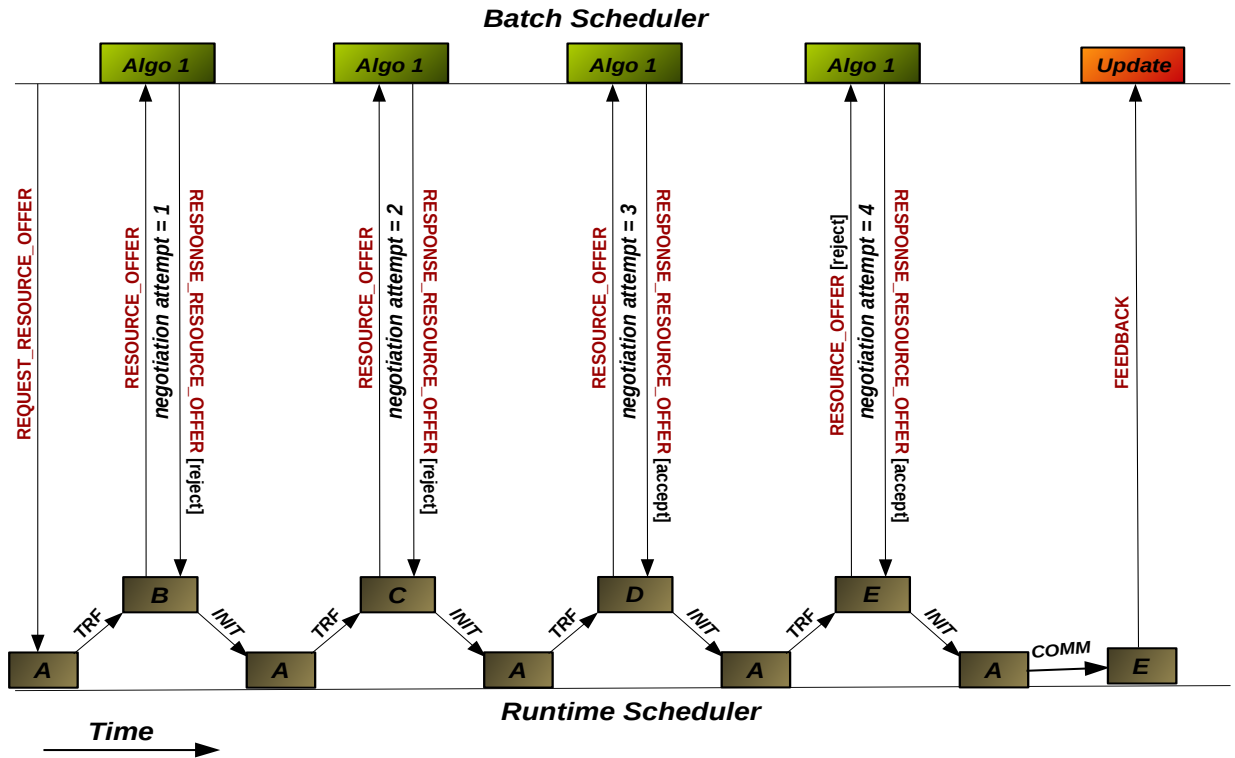 Batch Scheduler
Algo 1
Algo 1
Algo 1
Algo 1
Update
REQUEST_RESOURCE_OFFER
RESOURCE_OFFER
negotiation attempt = 1
RESPONSE_RESOURCE_OFFER [reject]
RESOURCE_OFFER
negotiation attempt = 2
RESPONSE_RESOURCE_OFFER [reject]
RESOURCE_OFFER
negotiation attempt = 3
RESPONSE_RESOURCE_OFFER [accept]
RESOURCE_OFFER [reject]
negotiation attempt = 4
RESPONSE_RESOURCE_OFFER [accept]
FEEDBACK
B
C
D
E
TRF
INIT
TRF
INIT
TRF
INIT
TRF
INIT
COMM
A
A
A
A
A
E
Runtime Scheduler
Time